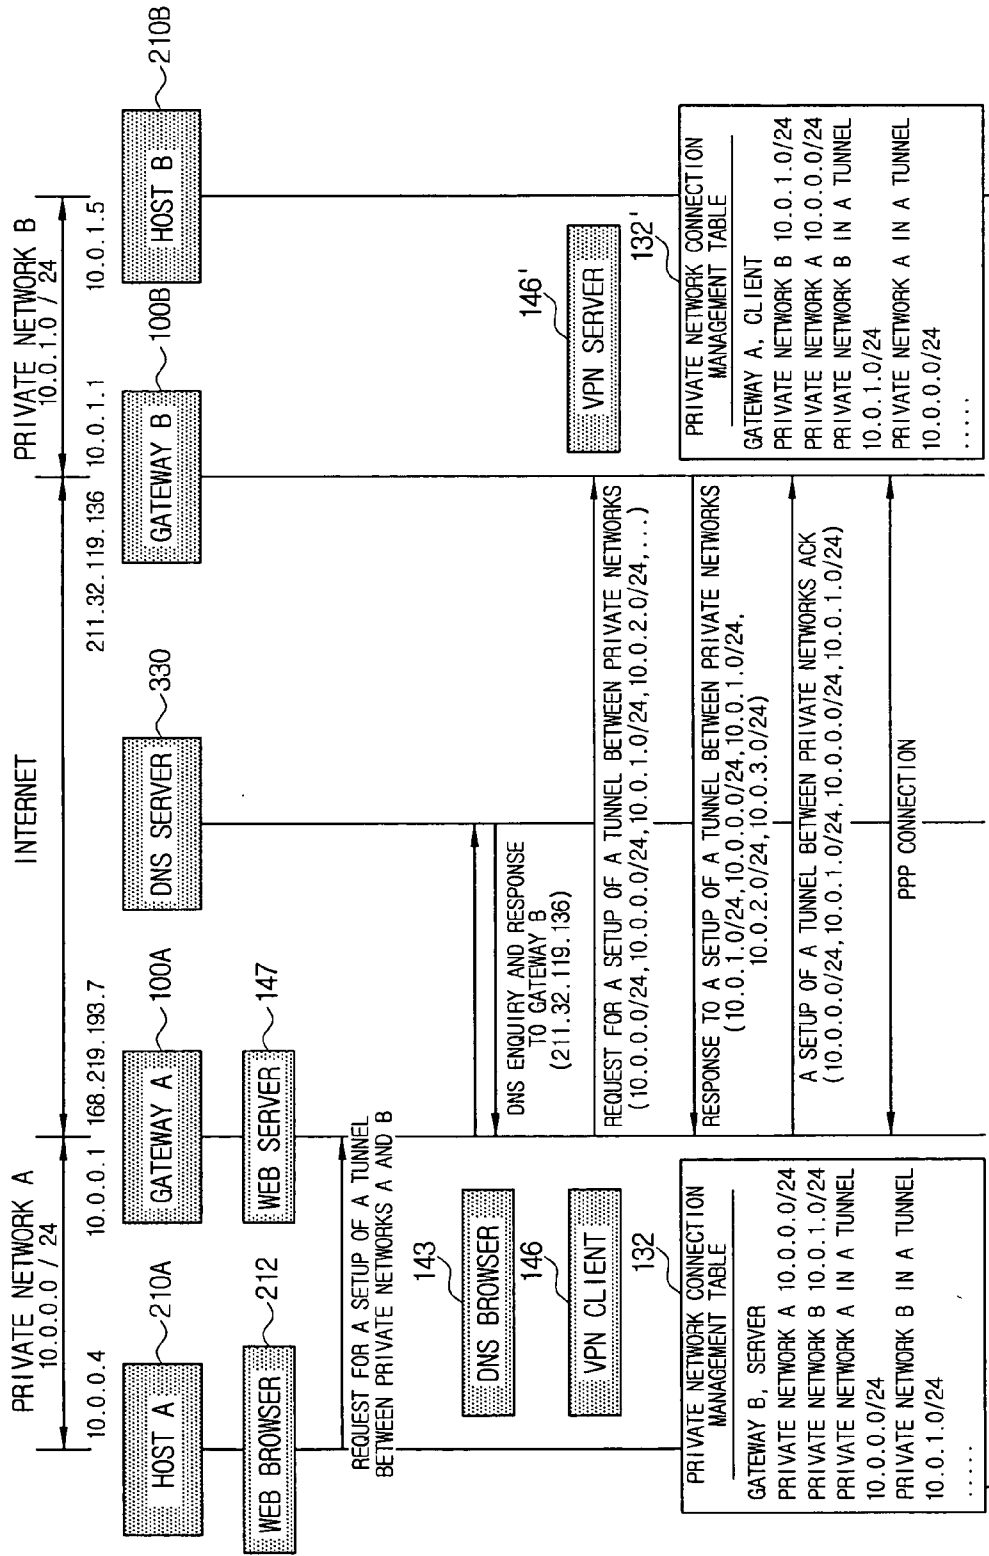 PRIVATE NETWORK A
10.0.0.0 / 24
INTERNET
PRIVATE NETWORK B
10.0.1.0 / 24
10.0.0.4
10.0.0.1
168.219.193.7
211.32.119.136
10.0.1.1
10.0.1.5
HOST A
210A
GATEWAY A
100A
DNS SERVER
330
GATEWAY B
100B
HOST B
210B
WEB BROWSER
212
WEB SERVER
147
REQUEST FOR A SETUP OF A TUNNEL
BETWEEN PRIVATE NETWORKS A AND B
DNS BROWSER
143
DNS ENQUIRY AND RESPONSE
TO GATEWAY B
(211.32.119.136)
VPN CLIENT
146
VPN SERVER
146'
REQUEST FOR A SETUP OF A TUNNEL BETWEEN PRIVATE NETWORKS
(10.0.0.0/24,10.0.0.0/24,10.0.1.0/24,10.0.2.0/24,...)
RESPONSE TO A SETUP OF A TUNNEL BETWEEN PRIVATE NETWORKS
(10.0.1.0/24,10.0.0.0/24,10.0.1.0/24,
10.0.2.0/24,10.0.3.0/24)
A SETUP OF A TUNNEL BETWEEN PRIVATE NETWORKS ACK
(10.0.0.0/24,10.0.1.0/24,10.0.0.0/24,10.0.1.0/24)
PPP CONNECTION
132
PRIVATE NETWORK CONNECTION
MANAGEMENT TABLE
GATEWAY B, SERVER
PRIVATE NETWORK A 10.0.0.0/24
PRIVATE NETWORK B 10.0.1.0/24
PRIVATE NETWORK A IN A TUNNEL
10.0.0.0/24
PRIVATE NETWORK B IN A TUNNEL
10.0.1.0/24
.....
132'
PRIVATE NETWORK CONNECTION
MANAGEMENT TABLE
GATEWAY A, CLIENT
PRIVATE NETWORK B 10.0.1.0/24
PRIVATE NETWORK A 10.0.0.0/24
PRIVATE NETWORK B IN A TUNNEL
10.0.1.0/24
PRIVATE NETWORK A IN A TUNNEL
10.0.0.0/24
.....